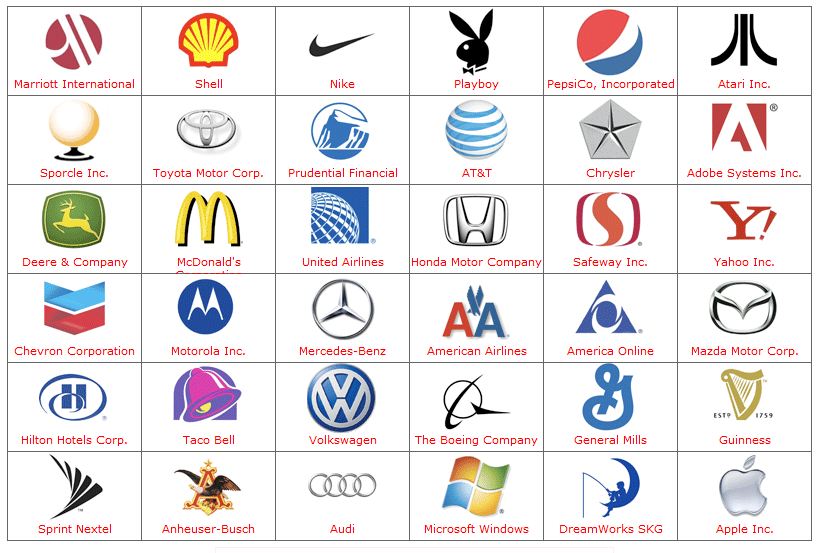 Marriott International
Shell
Nike
Playboy
PepsiCo, Incorporated
Atari Inc.
Sporcle Inc.
Toyota Motor Corp.
Prudential Financial
AT&T
Chrysler
®
Adobe Systems Inc.
Deere & Company
McDonald's
Corporation
United Airlines
Honda Motor Company
Safeway Inc.
Y!
Yahoo Inc.
Chevron Corporation
Motorola Inc.
Mercedes-Benz
AA
American Airlines
America Online
Mazda Motor Corp.
H
Hilton Hotels Corp.
Taco Bell
VW
Volkswagen
The Boeing Company
G
General Mills
ESTD 1759
Guinness
Sprint Nextel
A
Anheuser-Busch
Audi
Microsoft Windows
DreamWorks SKG
Apple Inc.